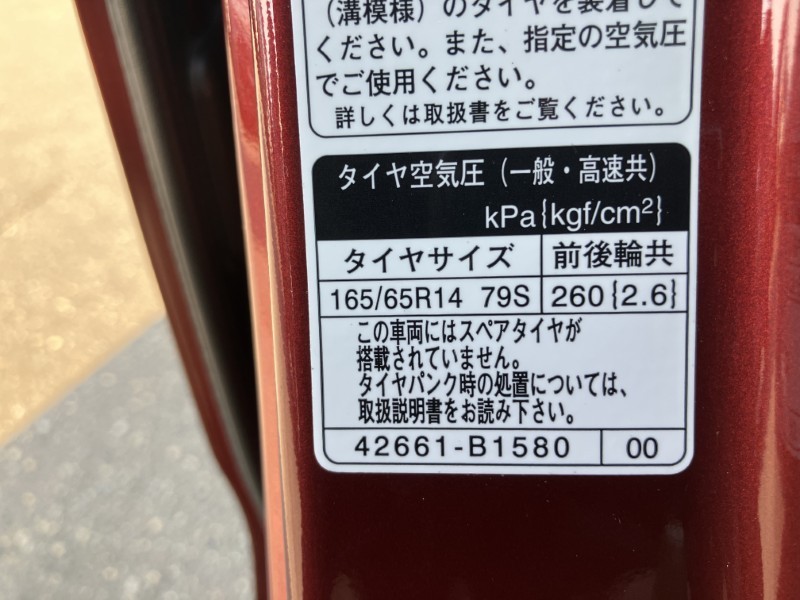 (溝模様)のタイヤを装着して
ください。また、指定の空気圧
でご使用ください。
詳しくは取扱書をご覧ください。
タイヤ空気圧(一般・高速共)
kPa{kgf/cm²}
タイヤサイズ 前後輪共
165/65R14 79S 260{2.6}
この車両にはスペアタイヤが
搭載されていません。
タイヤパンク時の処置については、
取扱説明書をお読み下さい。
42661-B1580 00